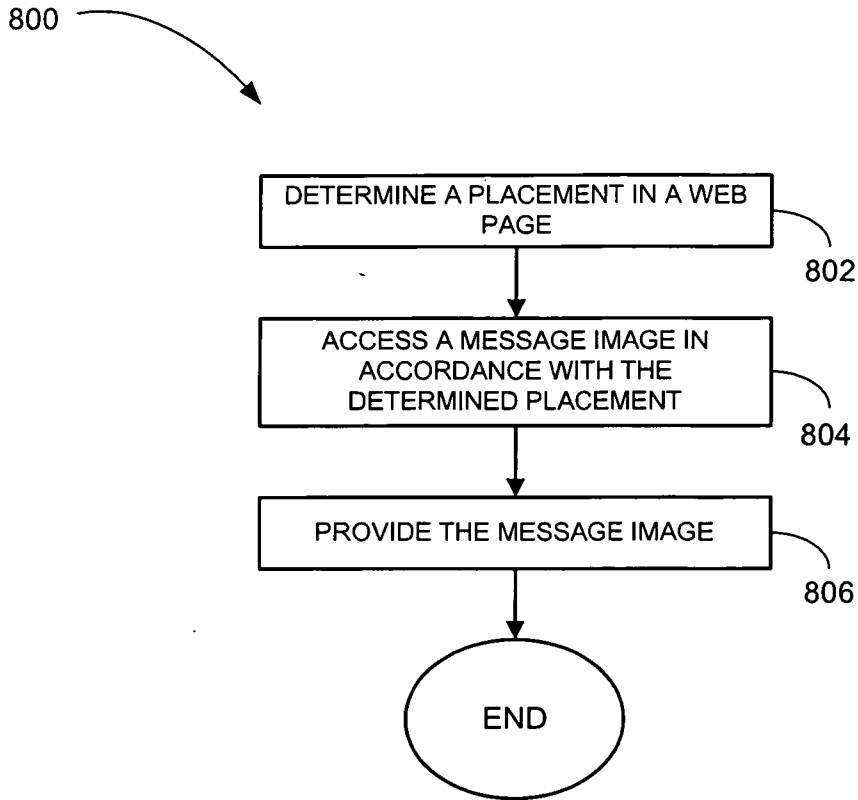 800
DETERMINE A PLACEMENT IN A WEB
PAGE
802
ACCESS A MESSAGE IMAGE IN
ACCORDANCE WITH THE
DETERMINED PLACEMENT
804
PROVIDE THE MESSAGE IMAGE
806
END